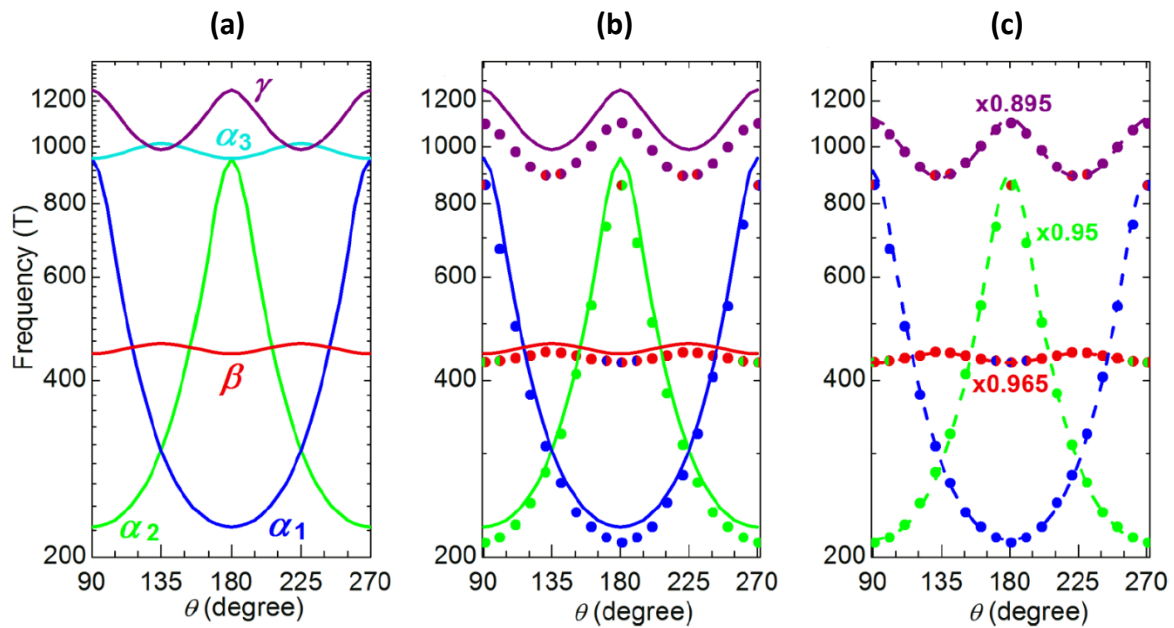 (a)
(b)
(c)
Frequency (T)
1200
1000
800
600
400
200
γ
α3
β
α2
α1
90
135
180
225
270
θ (degree)
1200
1000
800
600
400
200
90
135
180
225
270
θ (degree)
1200
1000
800
600
400
200
x0.895
x0.95
x0.965
90
135
180
225
270
θ (degree)